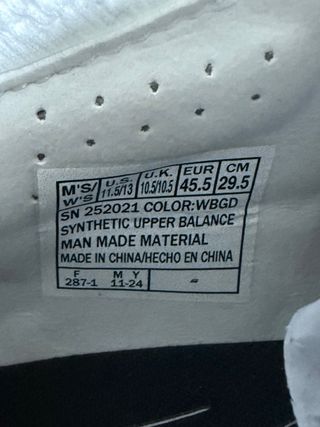 M'S/ W'S U.S. 11.5/13 U.K. 10.5/10.5 EUR 45.5 CM 29.5
SN 252021 COLOR:WBGD
SYNTHETIC UPPER BALANCE
MAN MADE MATERIAL
MADE IN CHINA/HECHO EN CHINA
F M Y
287-1 11-24